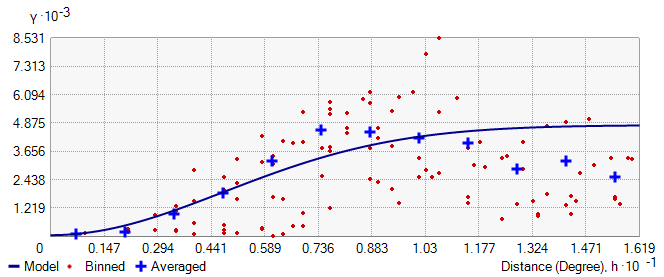 γ · 10⁻³
8.531
7.313
6.094
4.875
3.656
2.438
1.219
0 0.147 0.294 0.441 0.589 0.736 0.883 1.03 1.177 1.324 1.471 1.619
Model Binned Averaged Distance (Degree), h · 10 ⁻¹